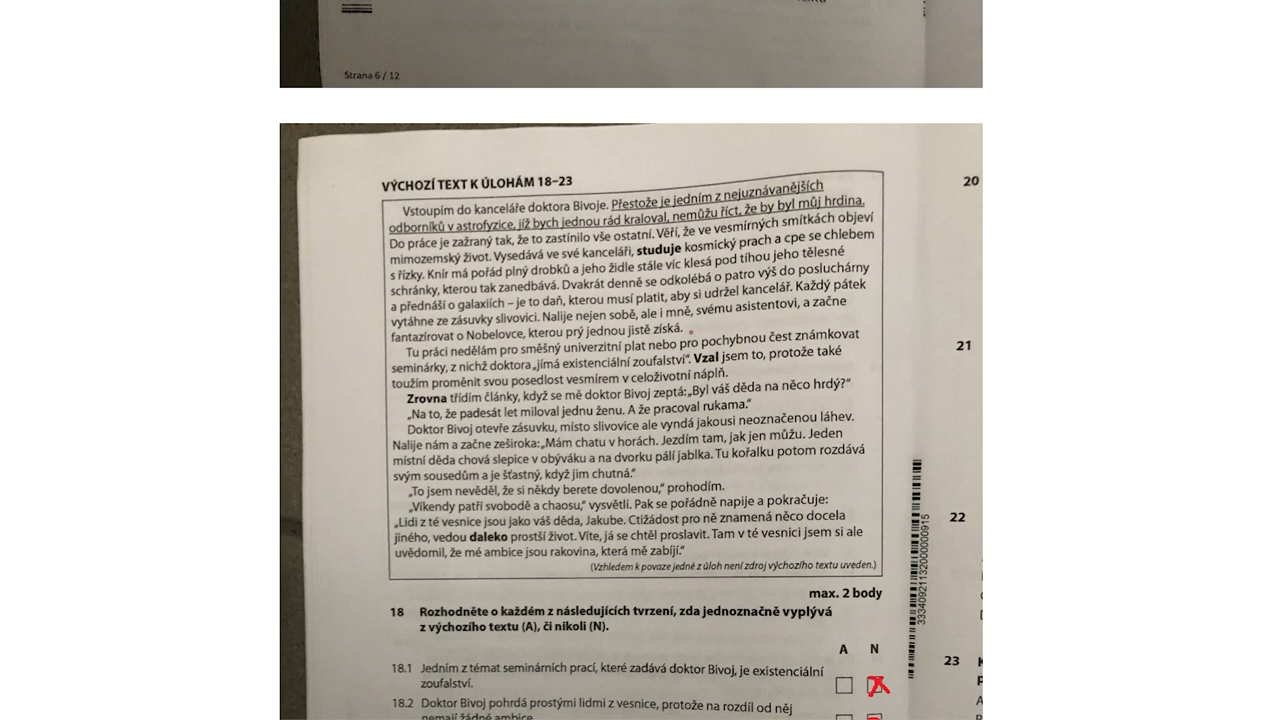 Strana 6 / 12
VÝCHOZÍ TEXT K ÚLOHÁM 18–23
Vstoupím do kanceláře doktora Bivoje. Přestože je jedním z nejuznávanějších
odborníků v astrofyzice, jíž bych jednou rád kraloval, nemůžu říct, že by byl můj hrdina.
Do práce je zažraný tak, že to zastínilo vše ostatní. Věří, že ve vesmírných smítkách objeví
mimozemský život. Vysedává ve své kanceláři, studuje kosmický prach a cpe se chlebem
s řízky. Knír má pořád plný drobků a jeho židle stále víc klesá pod tíhou jeho tělesné
schránky, kterou tak zanedbává. Dvakrát denně se odkolébá o patro výš do posluchárny
a přednáší o galaxiích – je to daň, kterou musí platit, aby si udržel kancelář. Každý pátek
vytáhne ze zásuvky slivovici. Nalije nejen sobě, ale i mně, svému asistentovi, a začne
fantazírovat o Nobelovce, kterou prý jednou jistě získá.
Tu práci nedělám pro směšný univerzitní plat nebo pro pochybnou čest známkovat
seminárky, z nichž doktora „jímá existenciální zoufalství“. Vzal jsem to, protože také
toužím proměnit svou posedlost vesmírem v celoživotní náplň.
Zrovna třídím články, když se mě doktor Bivoj zeptá: „Byl váš děda na něco hrdý?“
„Na to, že padesát let miloval jednu ženu. A že pracoval rukama.“
Doktor Bivoj otevře zásuvku, místo slivovice ale vyndá jakousi neoznačenou láhev.
Nalije nám a začne zeširoka: „Mám chatu v horách. Jezdím tam, jak jen můžu. Jeden
místní děda chová slepice v obýváku a na dvorku pálí jablka. Tu kořalku potom rozdává
svým sousedům a je šťastný, když jim chutná.“
„To jsem nevěděl, že si někdy berete dovolenou,“ prohodím.
„Víkendy patří svobodě a chaosu,“ vysvětlí. Pak se pořádně napije a pokračuje:
„Lidi z té vesnice jsou jako váš děda, Jakube. Ctižádost pro ně znamená něco docela
jiného, vedou daleko prostší život. Víte, já se chtěl proslavit. Tam v té vesnici jsem si ale
uvědomil, že mé ambice jsou rakovina, která mě zabíjí.“
(Vzhledem k povaze jedné z úloh není zdroj výchozího textu uveden.)
max. 2 body
18 Rozhodněte o každém z následujících tvrzení, zda jednoznačně vyplývá
z výchozího textu (A), či nikoli (N).
A N
18.1 Jedním z témat seminárních prací, které zadává doktor Bivoj, je existenciální
zoufalství.
18.2 Doktor Bivoj pohrdá prostými lidmi z vesnice, protože na rozdíl od něj
nemají žádné ambice.
20
21
22
23
3334092113200000915